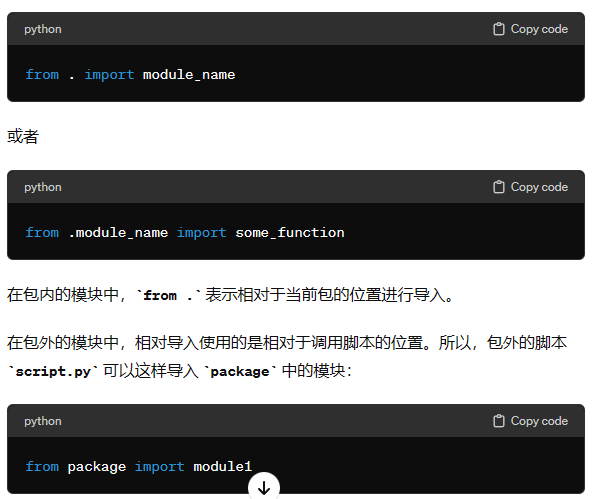 python Copy code
from . import module_name
或者
python Copy code
from .module_name import some_function
在包内的模块中，`from .` 表示相对于当前包的位置进行导入。
在包外的模块中，相对导入使用的是相对于调用脚本的位置。所以，包外的脚本
`script.py` 可以这样导入 `package` 中的模块：
python Copy code
from package import module1